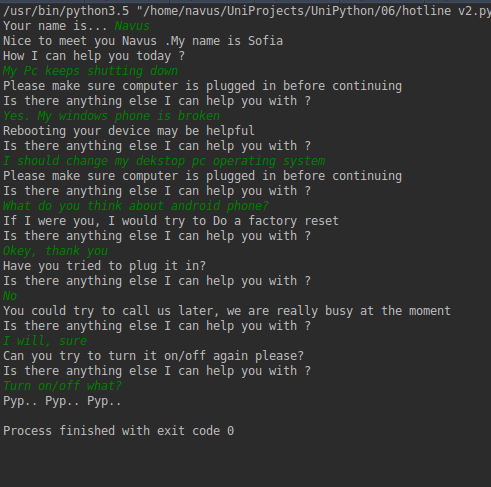 /usr/bin/python3.5 "/home/navus/UniProjects/UniPython/06/hotline v2.py
Your name is... Navus
Nice to meet you Navus .My name is Sofia
How I can help you today ?
My Pc keeps shutting down
Please make sure computer is plugged in before continuing
Is there anything else I can help you with ?
Yes. My windows phone is broken
Rebooting your device may be helpful
Is there anything else I can help you with ?
I should change my dekstop pc operating system
Please make sure computer is plugged in before continuing
Is there anything else I can help you with ?
What do you think about android phone?
If I were you, I would try to Do a factory reset
Is there anything else I can help you with ?
Okey, thank you
Have you tried to plug it in?
Is there anything else I can help you with ?
No
You could try to call us later, we are really busy at the moment
Is there anything else I can help you with ?
I will, sure
Can you try to turn it on/off again please?
Is there anything else I can help you with ?
Turn on/off what?
Pyp.. Pyp.. Pyp..
Process finished with exit code 0